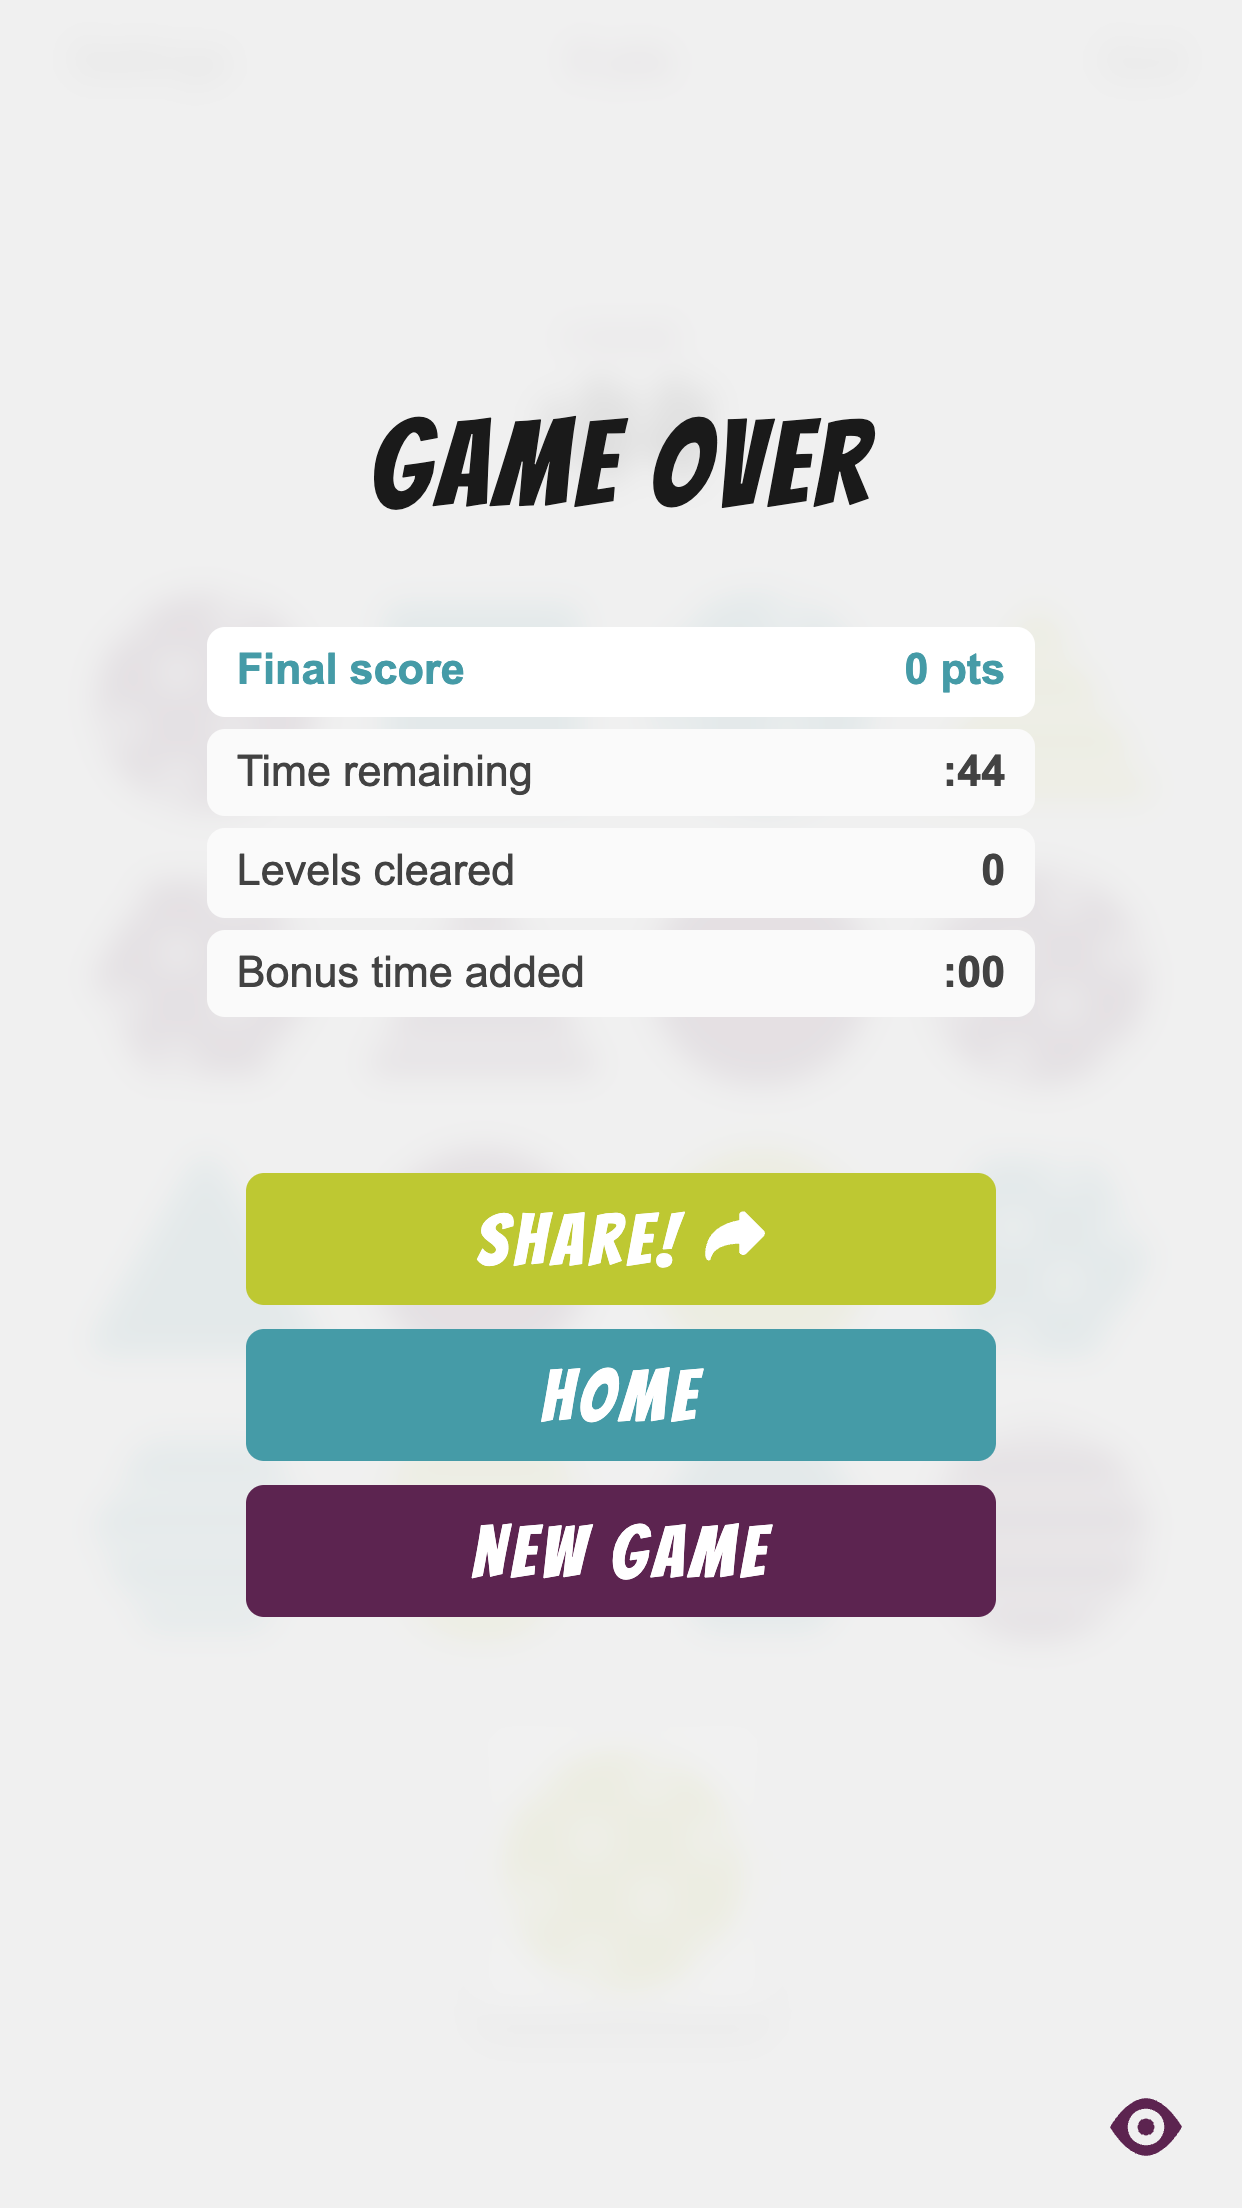 GAME OVER
Final score 0 pts
Time remaining :44
Levels cleared 0
Bonus time added :00
SHARE!
HOME
NEW GAME